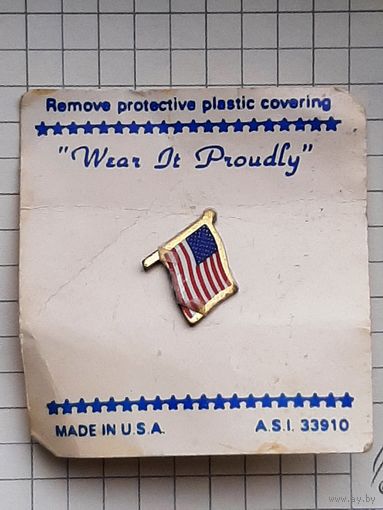 Remove protective plastic covering
"Wear It Proudly"
MADE IN U.S.A. A.S.I. 33910
www.ay.by